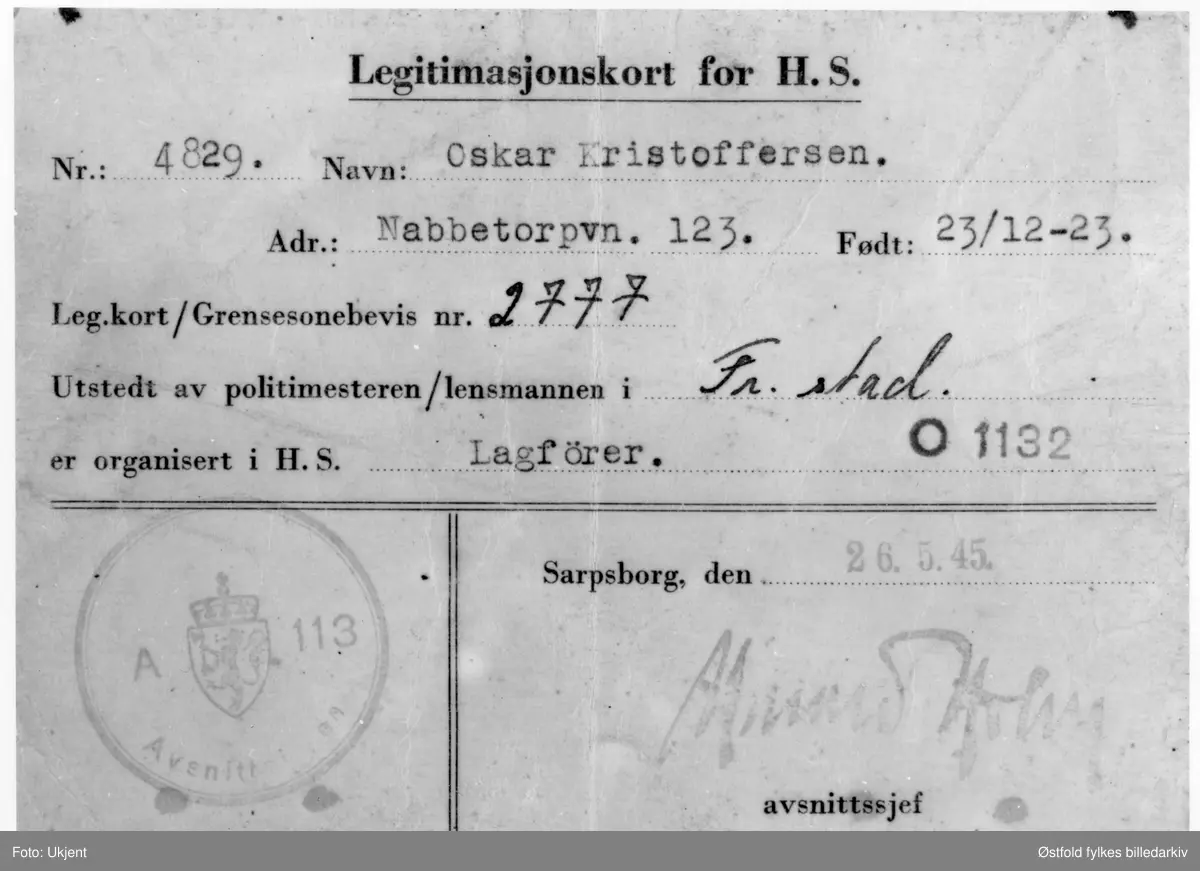 Legitimasjonskort for H. S.
Nr.: 4829. Navn: Oskar Kristoffersen.
Adr.: Nabbetorpvn. 123. Født: 23/12-23.
Leg.kort/Grensesonebevis nr. 2777
Utstedt av politimesteren/lensmannen i Fr. stad.
er organisert i H. S. Lagförer. O 1132
Sarpsborg, den 26. 5. 45.
A 113
Avsnitt
avsnittssjef
Foto: Ukjent
Østfold fylkes billedarkiv